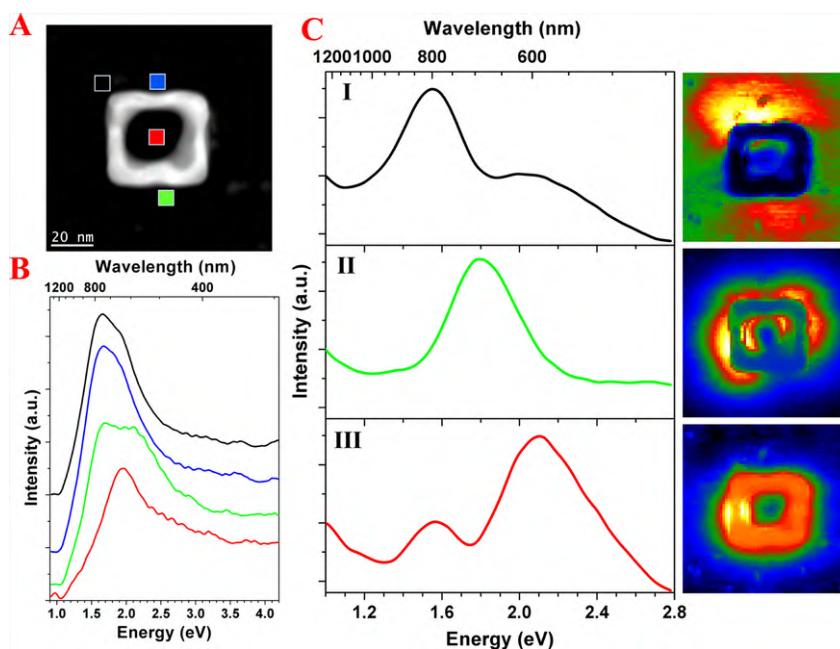 A
20 nm
B
Wavelength (nm)
1200 800 400
Intensity (a.u.)
0.9 1.5 2.0 2.5 3.0 3.5 4.0
Energy (eV)
C
Wavelength (nm)
12001000 800 600
I
II
III
Intensity (a.u.)
1.2 1.6 2.0 2.4 2.8
Energy (eV)